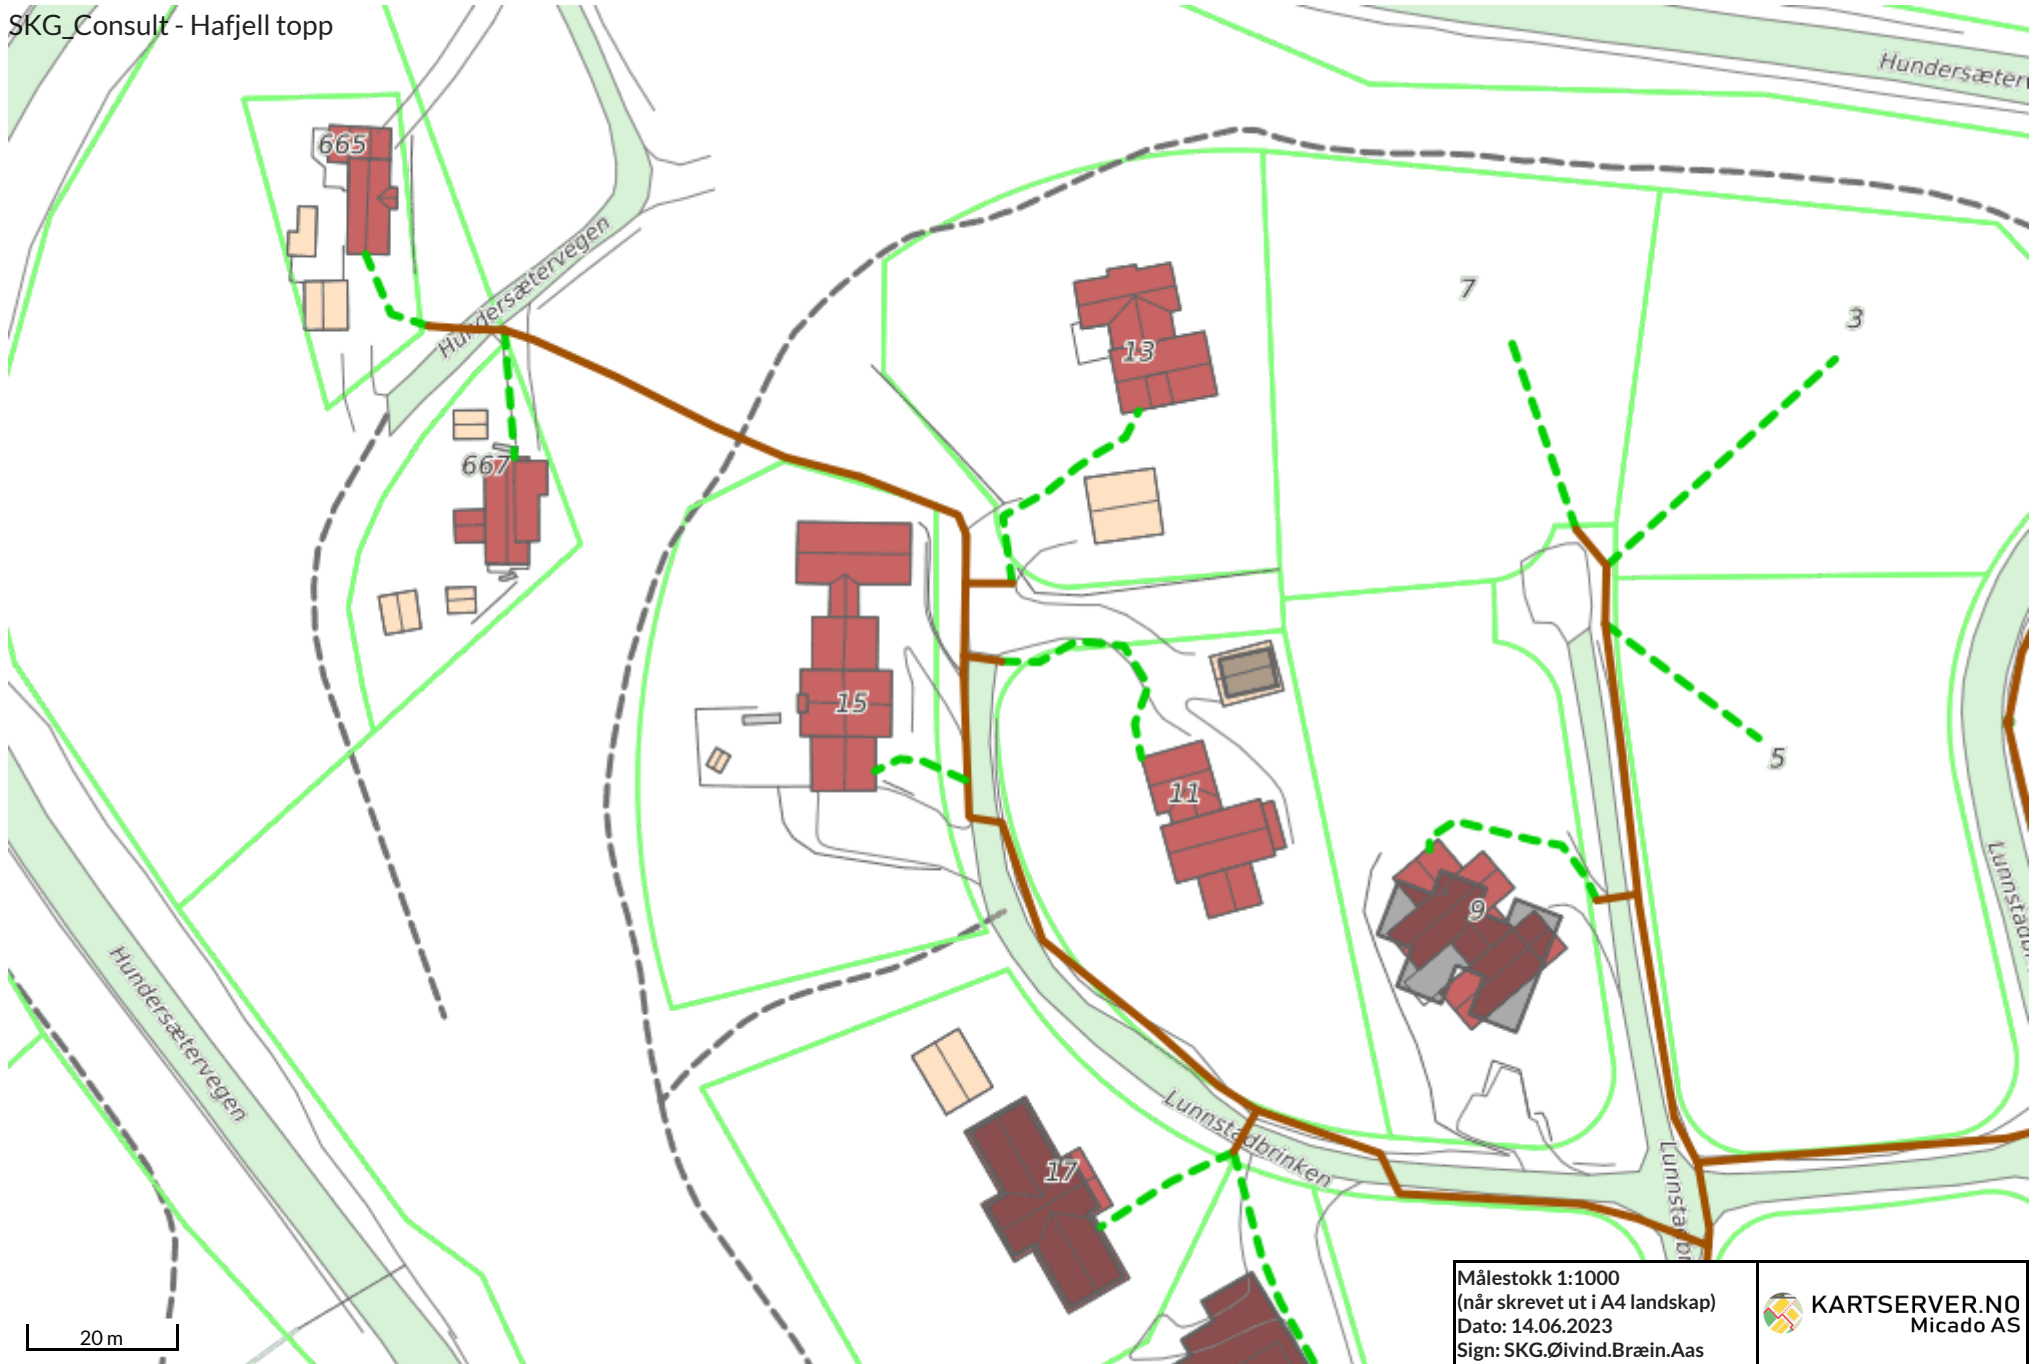 SKG_Consult - Hafjell topp
Hundersæterv
665
Hundersætervegen
7
3
13
667
15
5
11
9
Lunnstadb
Hundersætervegen
Lunnstadbrinken
17
Lunnstadbr
Målestokk 1:1000
(når skrevet ut i A4 landskap)
Dato: 14.06.2023
Sign: SKG.Øivind.Bræin.Aas
KARTSERVER.NO
Micado AS
20 m